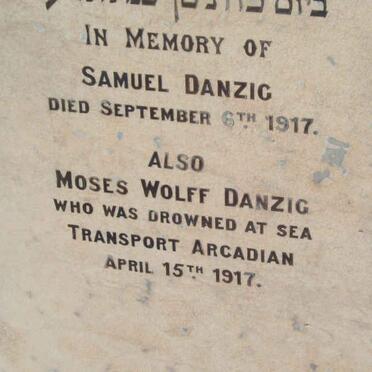 IN MEMORY OF
SAMUEL DANZIG
DIED SEPTEMBER 6TH 1917.
ALSO
MOSES WOLFF DANZIG
WHO WAS DROWNED AT SEA
TRANSPORT ARCADIAN
APRIL 15TH 1917.